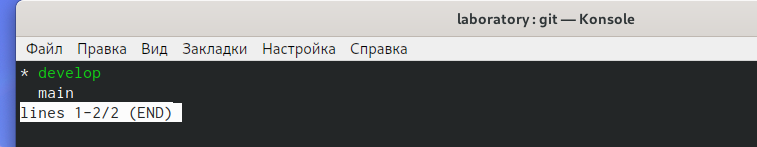 laboratory : git — Konsole
Файл Правка Вид Закладки Настройка Справка
* develop
  main
lines 1-2/2 (END)